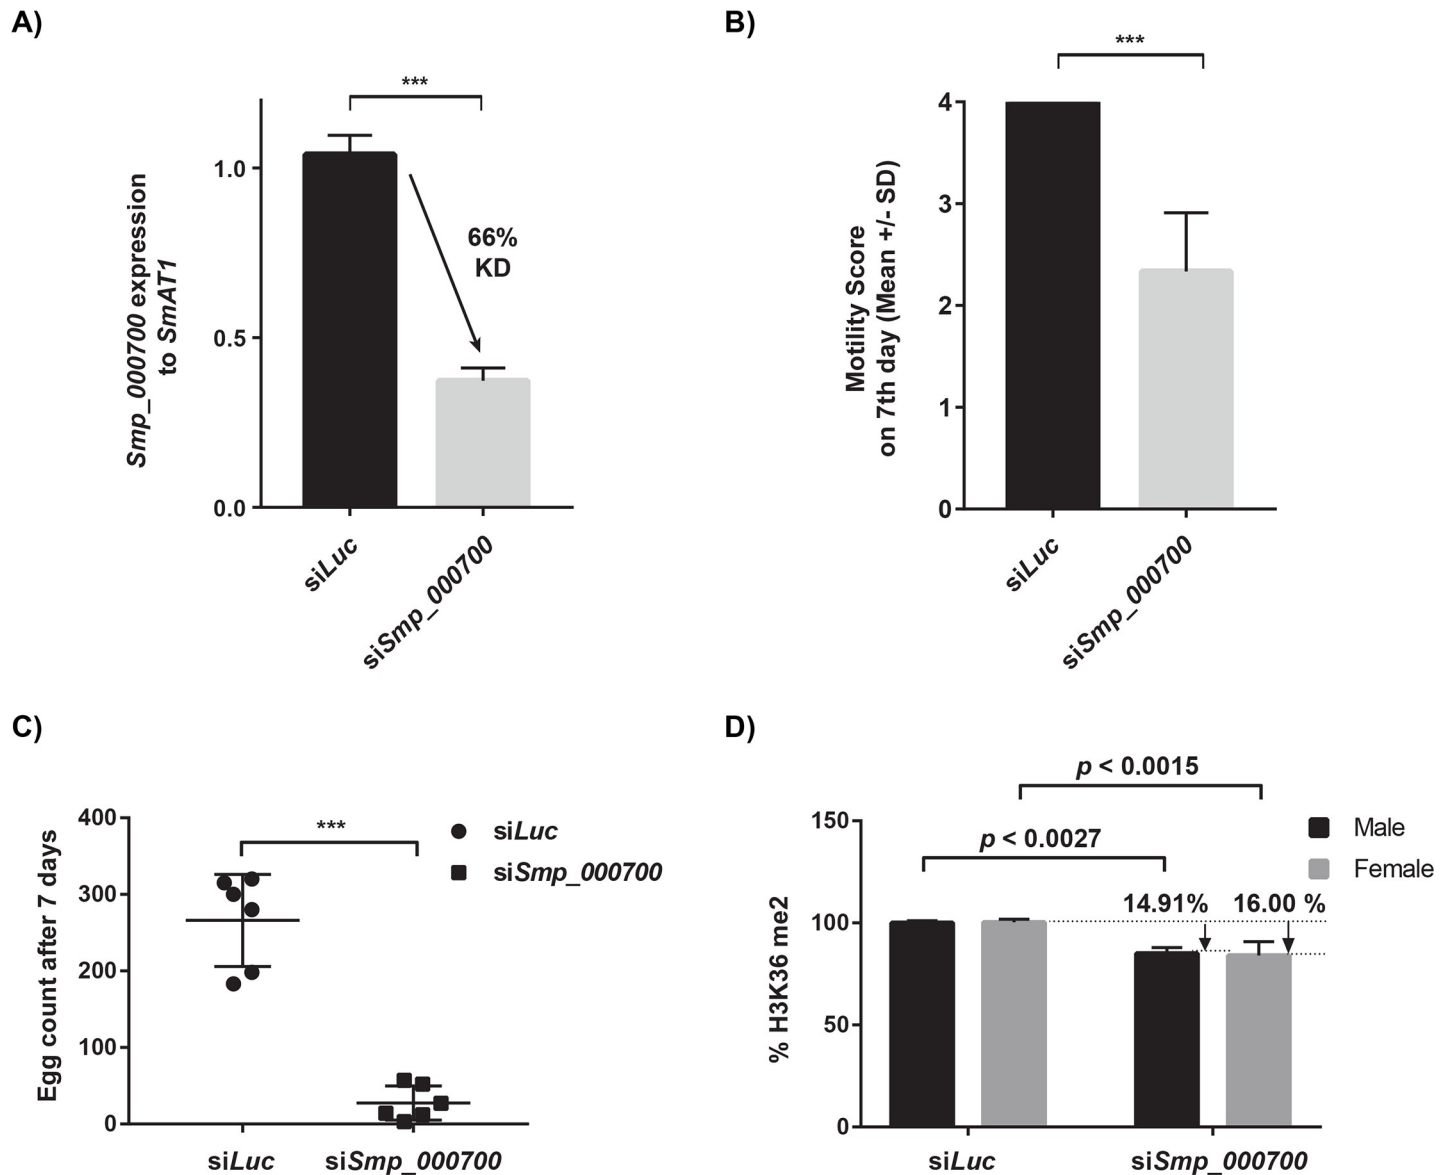 A)
***
Smp_000700 expression
to SmAT1
1.0
0.5
0.0
66%
KD
siLuc
siSmp_000700
B)
***
Motility Score
on 7th day (Mean +/- SD)
4
3
2
1
0
siLuc
siSmp_000700
C)
Egg count after 7 days
400
300
200
100
0
***
siLuc
siSmp_000700
siLuc
siSmp_000700
D)
% H3K36 me2
150
100
50
0
p < 0.0015
p < 0.0027
14.91%
16.00 %
Male
Female
siLuc
siSmp_000700